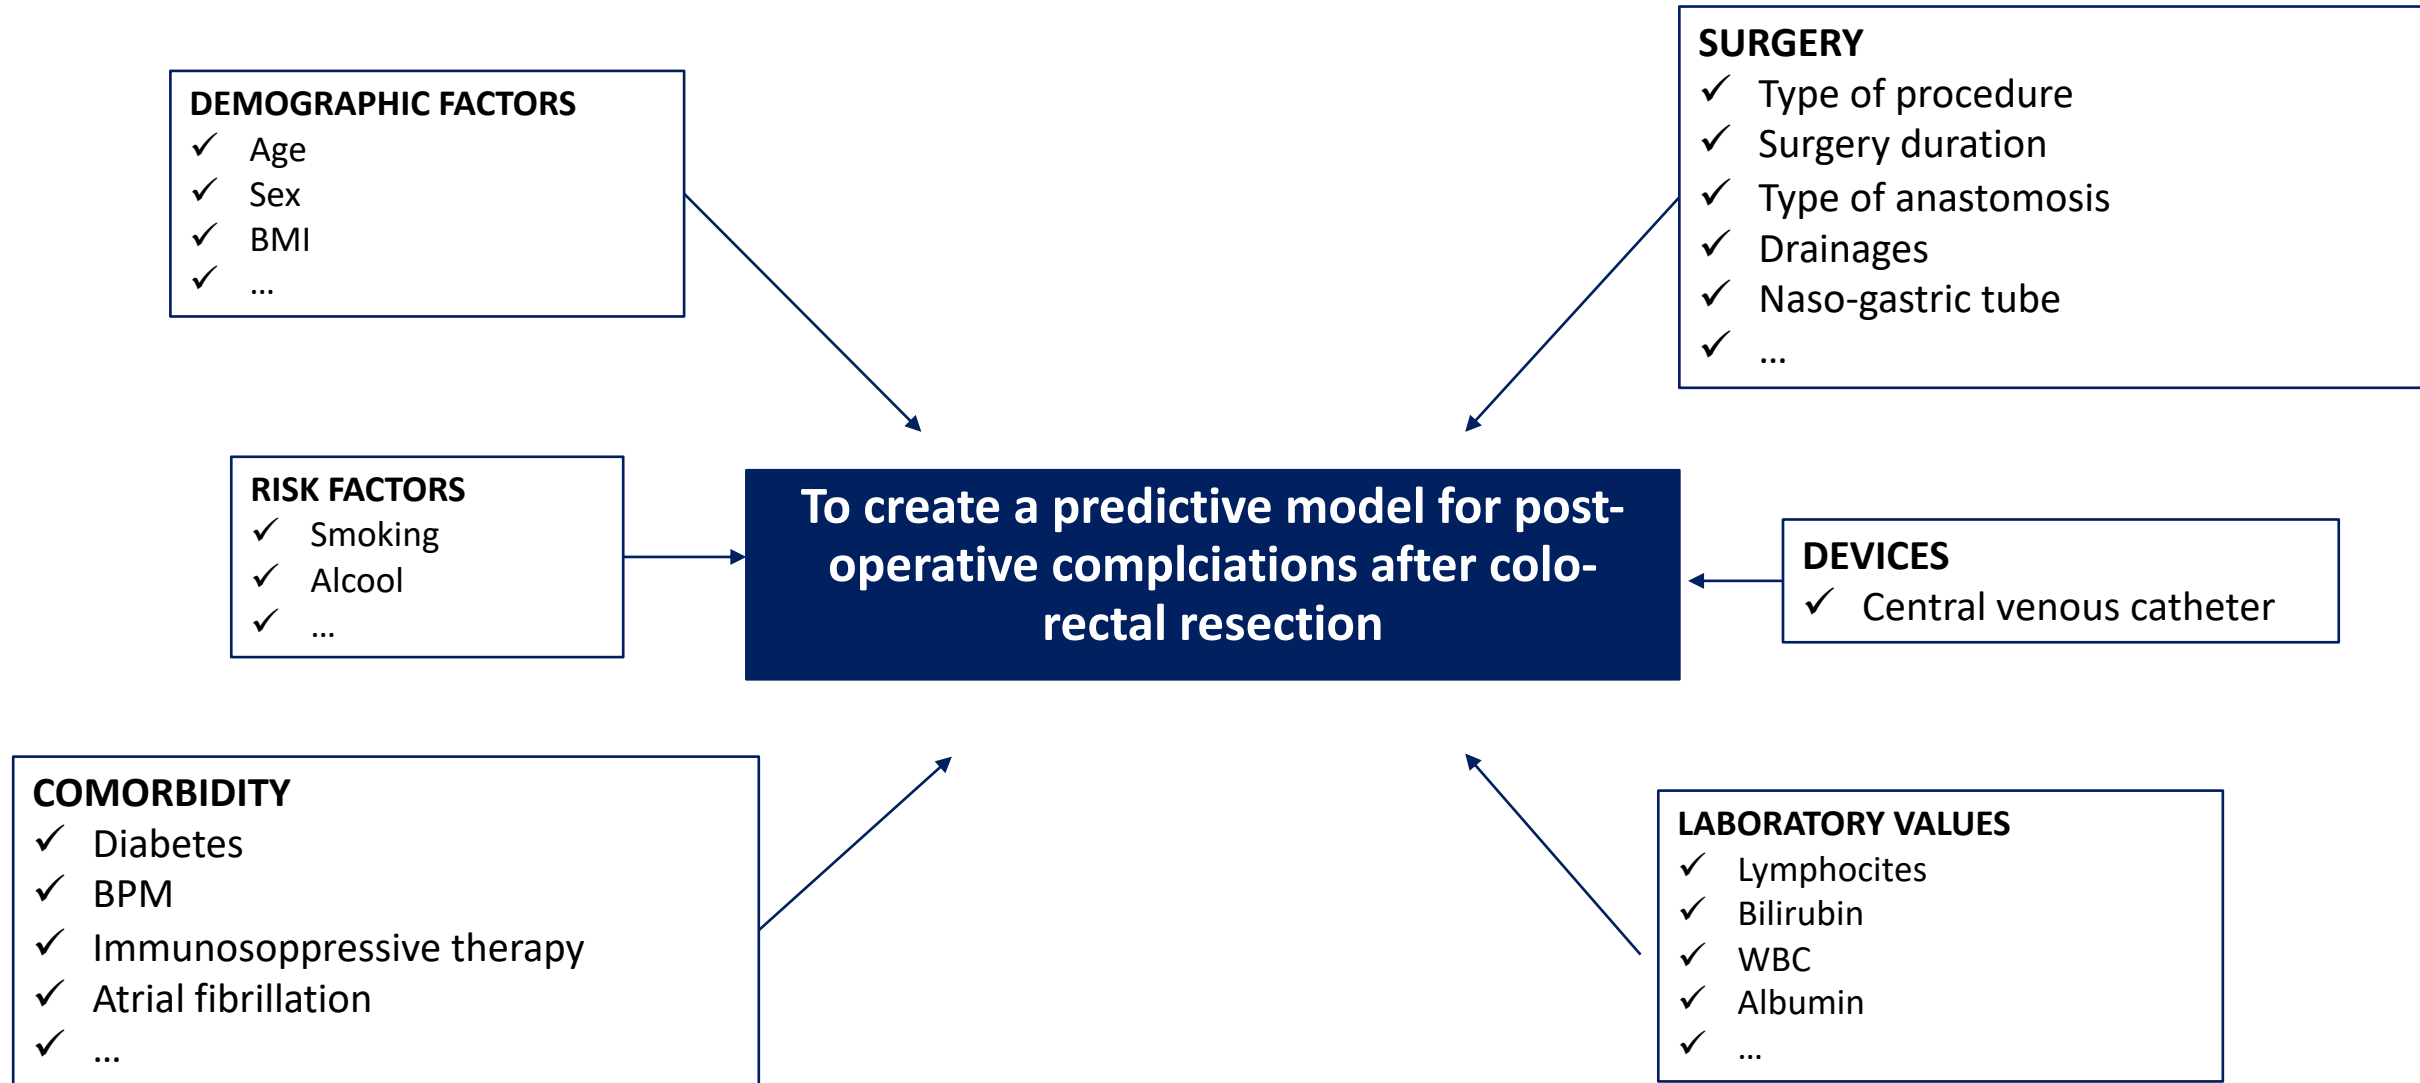 DEMOGRAPHIC FACTORS
✓ Age
✓ Sex
✓ BMI
✓ ...
SURGERY
✓ Type of procedure
✓ Surgery duration
✓ Type of anastomosis
✓ Drainages
✓ Naso-gastric tube
✓ ...
RISK FACTORS
✓ Smoking
✓ Alcool
✓ ...
To create a predictive model for post-
operative complciations after colo-
rectal resection
DEVICES
✓ Central venous catheter
COMORBIDITY
✓ Diabetes
✓ BPM
✓ Immunosoppressive therapy
✓ Atrial fibrillation
✓ ...
LABORATORY VALUES
✓ Lymphocites
✓ Bilirubin
✓ WBC
✓ Albumin
✓ ...